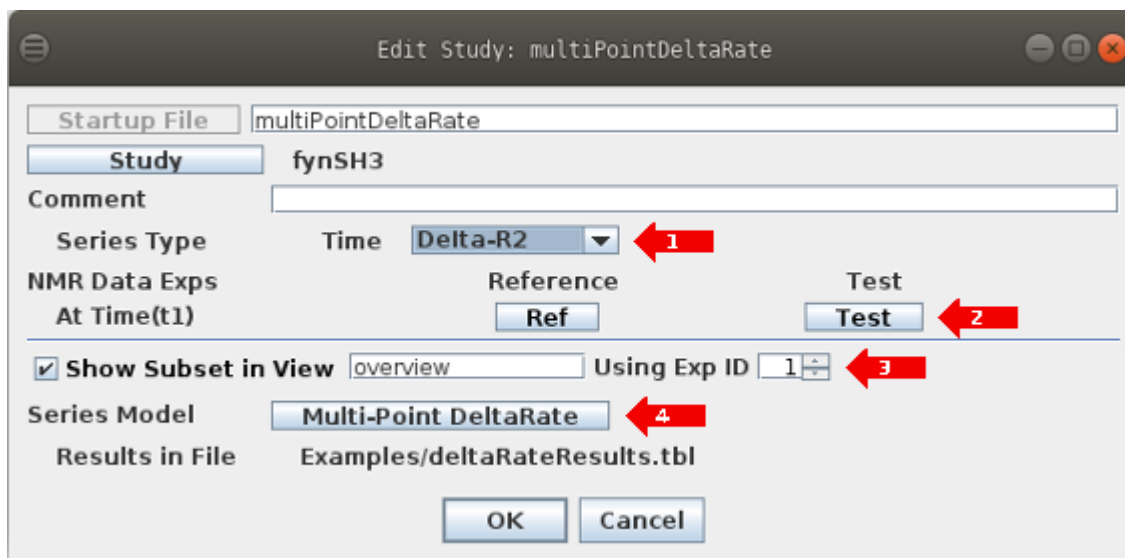 Edit Study: multiPointDeltaRate
Startup File multiPointDeltaRate
Study fynSH3
Comment
Series Type Time Delta-R2 1
NMR Data Exps Reference Test
At Time(t1) Ref Test 2
Show Subset in View overview Using Exp ID 1 3
Series Model Multi-Point DeltaRate 4
Results in File Examples/deltaRateResults.tbl
OK Cancel